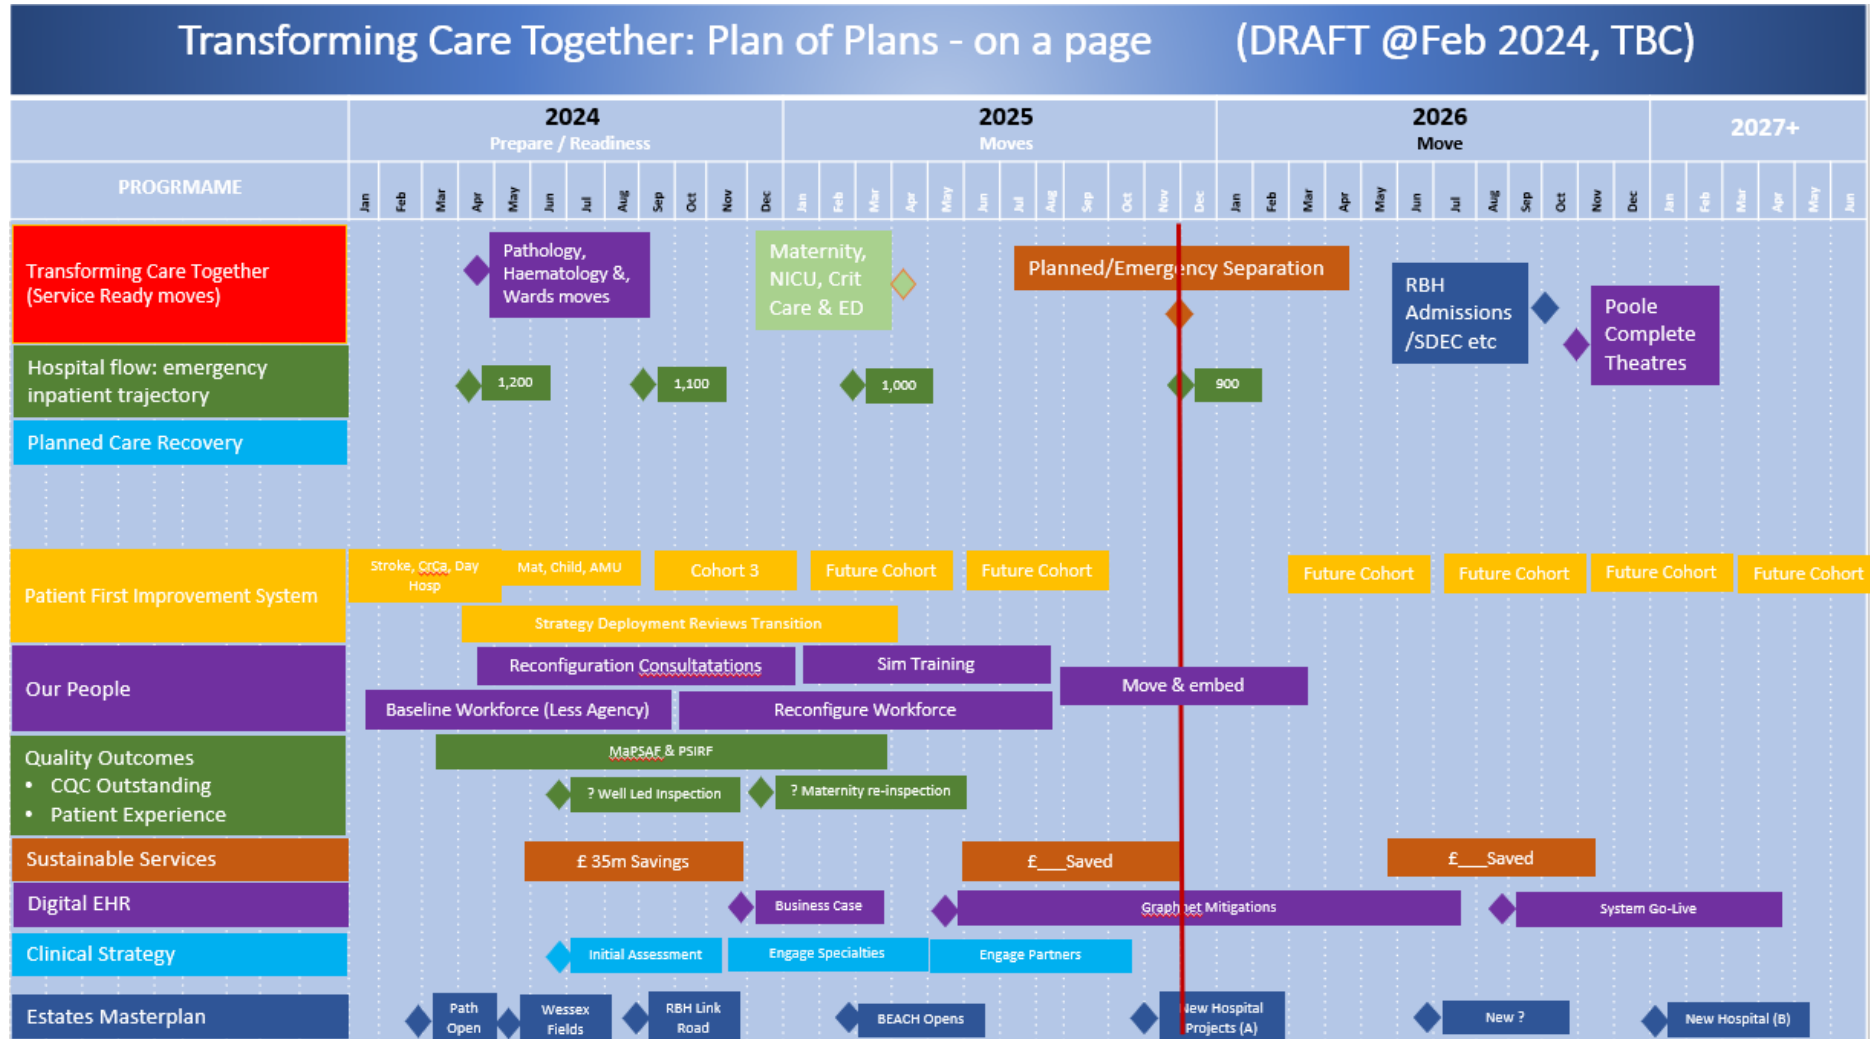 Transforming Care Together: Plan of Plans - on a page (DRAFT @Feb 2024, TBC)
2024
Prepare / Readiness
2025
Moves
2026
Move
2027+
PROGRMAME
Jan Feb Mar Apr May Jun Jul Aug Sep Oct Nov Dec Jan Feb Mar Apr May Jun Jul Aug Sep Oct Nov Dec Jan Feb Mar Apr May Jun Jul Aug Sep Oct Nov Dec Jan Feb Mar Apr May Jun
Transforming Care Together
(Service Ready moves)
Pathology,
Haematology &,
Wards moves
Maternity,
NICU, Crit
Care & ED
Planned/Emergency Separation
RBH
Admissions
/SDEC etc
Poole
Complete
Theatres
Hospital flow: emergency
inpatient trajectory
1,200
1,100
1,000
900
Planned Care Recovery
Patient First Improvement System
Stroke, CrCa, Day
Hosp
Mat, Child, AMU
Cohort 3
Future Cohort
Future Cohort
Future Cohort
Future Cohort
Future Cohort
Future Cohort
Strategy Deployment Reviews Transition
Our People
Reconfiguration Consultatations
Sim Training
Move & embed
Baseline Workforce (Less Agency)
Reconfigure Workforce
Quality Outcomes
• CQC Outstanding
• Patient Experience
MaPSAF & PSIRF
? Well Led Inspection
? Maternity re-inspection
Sustainable Services
£ 35m Savings
£___Saved
£___Saved
Digital EHR
Business Case
Graphnet Mitigations
System Go-Live
Clinical Strategy
Initial Assessment
Engage Specialties
Engage Partners
Estates Masterplan
Path
Open
Wessex
Fields
RBH Link
Road
BEACH Opens
New Hospital
Projects (A)
New ?
New Hospital (B)